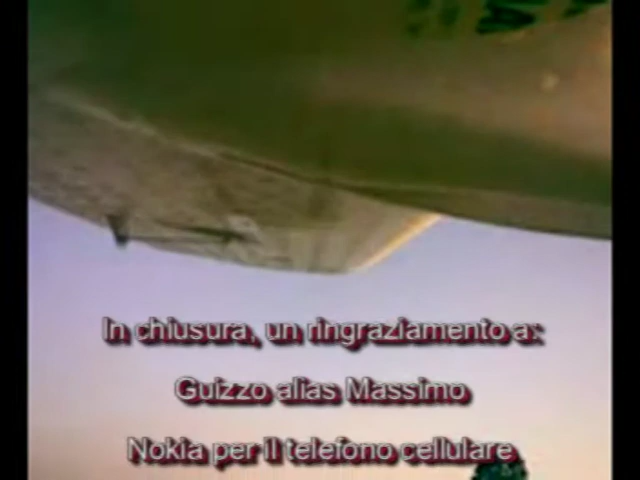 In chiusura, un ringraziamento a:
Guizzo alias Massimo
Nokia per il telefono cellulare